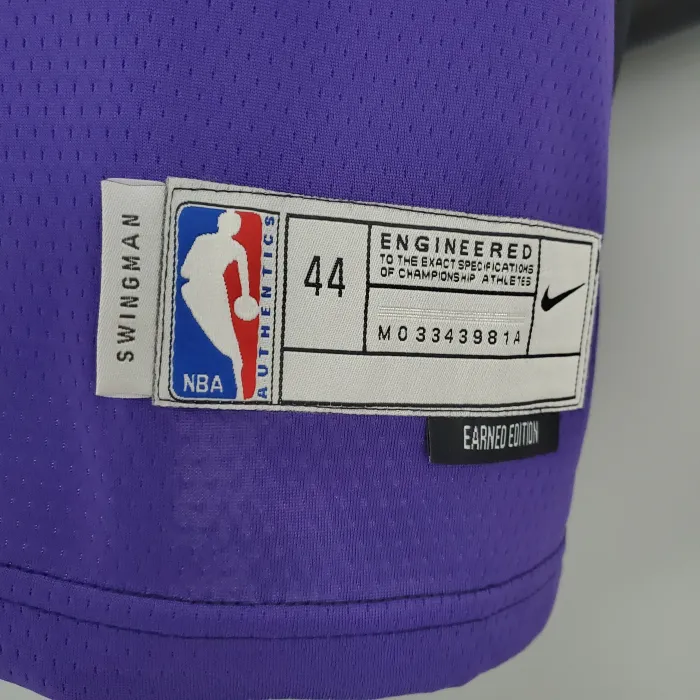 SWINGMAN
NBA
AUTHENTICS
44
ENGINEERED
TO THE EXACT SPECIFICATIONS
OF CHAMPIONSHIP ATHLETES
M03343981A
EARNED EDITION